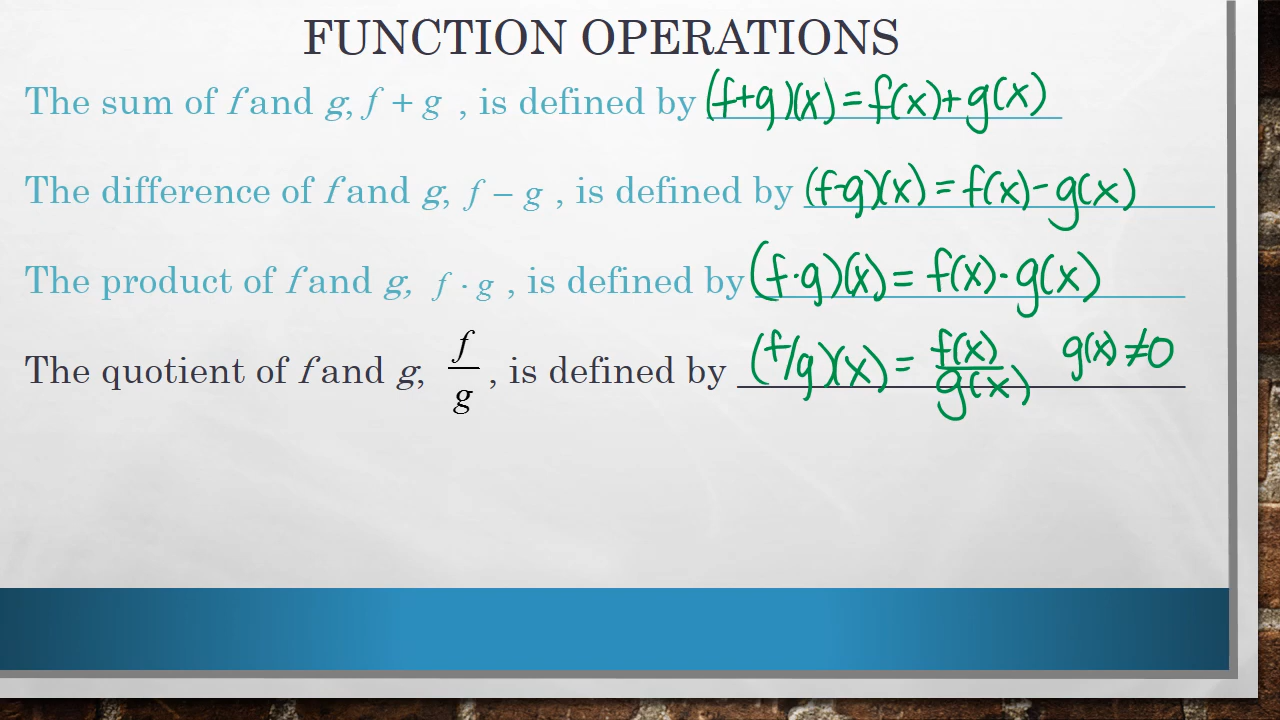 FUNCTION OPERATIONS
The sum of f and g, f + g , is defined by (f+g)(x)=f(x)+g(x)
The difference of f and g, f – g , is defined by (f-g)(x)=f(x)-g(x)
The product of f and g, f · g , is defined by (f·g)(x)=f(x)·g(x)
The quotient of f and g, f/g , is defined by (f/g)(x)=f(x)/g(x) g(x)≠0